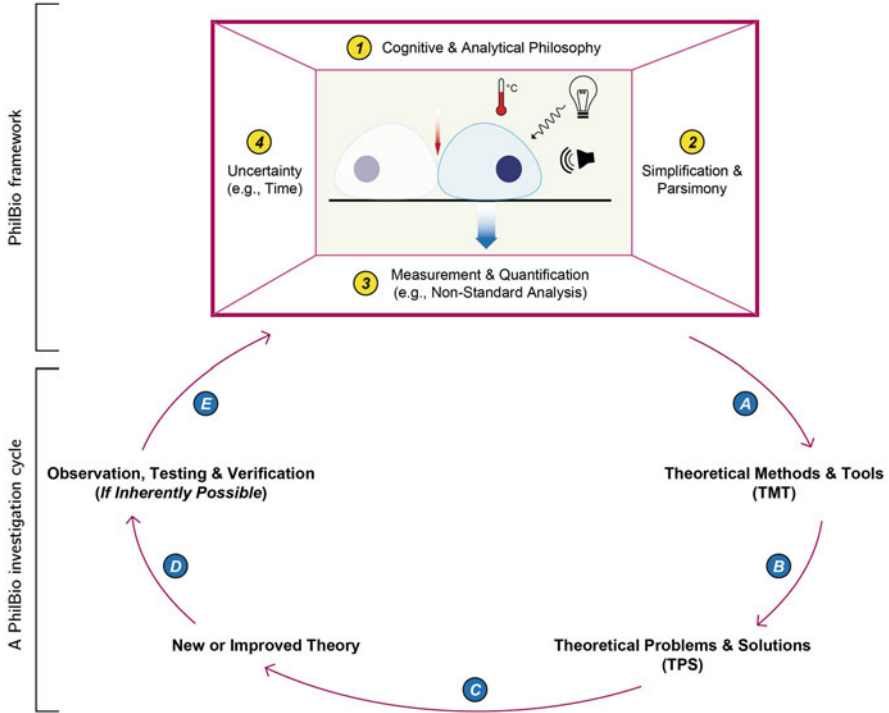 PhilBio framework
1
Cognitive & Analytical Philosophy
°C
4
Uncertainty
(e.g., Time)
2
Simplification &
Parsimony
3
Measurement & Quantification
(e.g., Non-Standard Analysis)
A PhilBio investigation cycle
E
A
Observation, Testing & Verification
(If Inherently Possible)
Theoretical Methods & Tools
(TMT)
D
B
New or Improved Theory
Theoretical Problems & Solutions
(TPS)
C